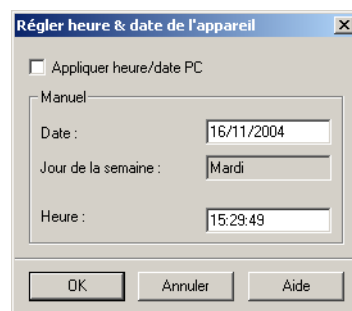 Régler heure & date de l'appareil
Appliquer heure/date PC
Manuel
Date : 16/11/2004
Jour de la semaine : Mardi
Heure : 15:29:49
OK Annuler Aide